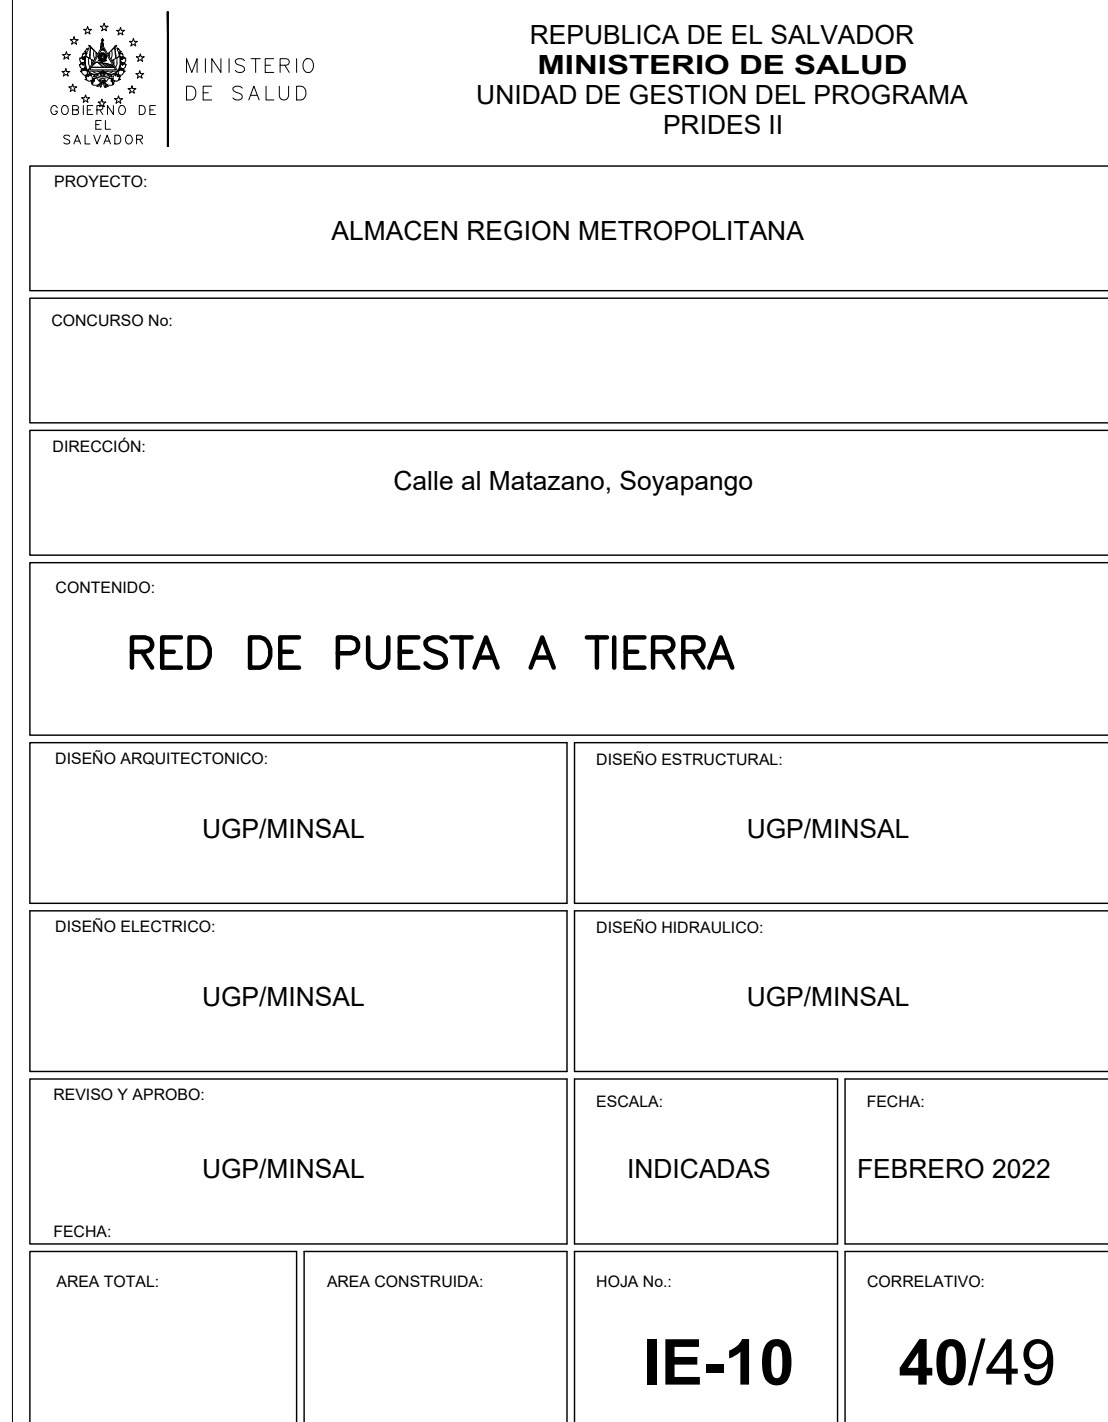 GOBIERNO DE
EL
SALVADOR
MINISTERIO
DE SALUD
REPUBLICA DE EL SALVADOR
MINISTERIO DE SALUD
UNIDAD DE GESTION DEL PROGRAMA
PRIDES II
PROYECTO:
ALMACEN REGION METROPOLITANA
CONCURSO No:
DIRECCIÓN:
Calle al Matazano, Soyapango
CONTENIDO:
RED DE PUESTA A TIERRA
DISEÑO ARQUITECTONICO:
UGP/MINSAL
DISEÑO ESTRUCTURAL:
UGP/MINSAL
DISEÑO ELECTRICO:
UGP/MINSAL
DISEÑO HIDRAULICO:
UGP/MINSAL
REVISO Y APROBO:
UGP/MINSAL
FECHA:
ESCALA:
INDICADAS
FECHA:
FEBRERO 2022
AREA TOTAL:
AREA CONSTRUIDA:
HOJA No.:
IE-10
CORRELATIVO:
40/49